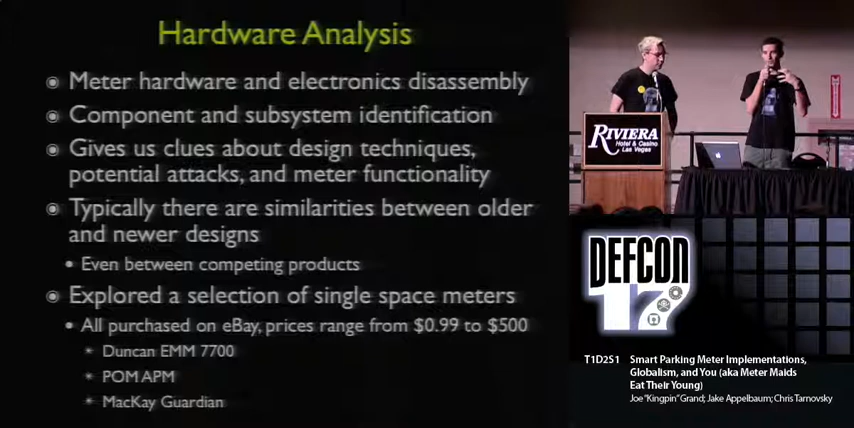 Hardware Analysis
Meter hardware and electronics disassembly
Component and subsystem identification
Gives us clues about design techniques,
potential attacks, and meter functionality
Typically there are similarities between older
and newer designs
Even between competing products
Explored a selection of single space meters
All purchased on eBay, prices range from $0.99 to $500
Duncan EMM 7700
POM APM
MacKay Guardian
RIVIERA
Hotel & Casino
Las Vegas
DEFCON
17
T1D2S1 Smart Parking Meter Implementations,
Globalism, and You (aka Meter Maids
Eat Their Young)
Joe "Kingpin" Grand; Jake Appelbaum; Chris Tarnovsky